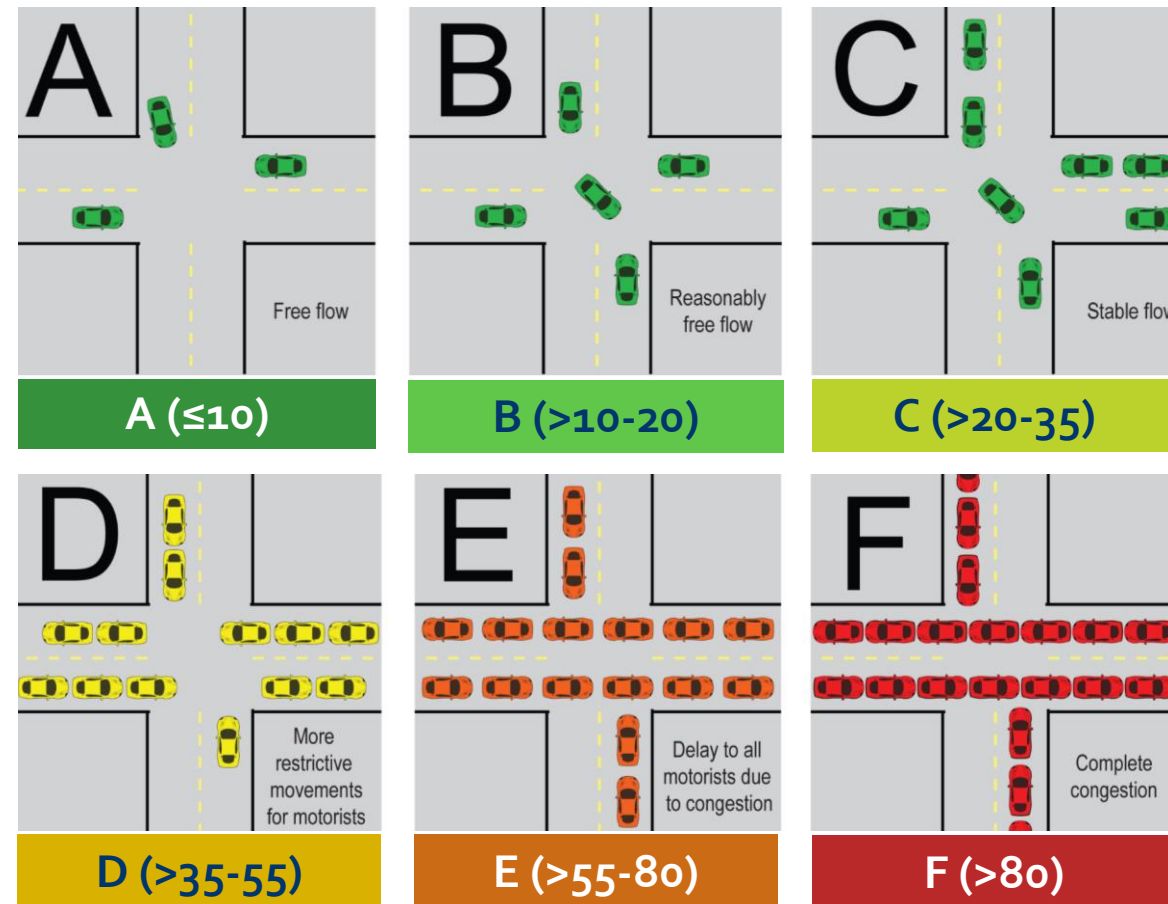 A
Free flow
A (≤10)
B
Reasonably
free flow
B (>10-20)
C
Stable flow
C (>20-35)
D
More
restrictive
movements
for motorists
D (>35-55)
E
Delay to all
motorists due
to congestion
E (>55-80)
F
Complete
congestion
F (>80)